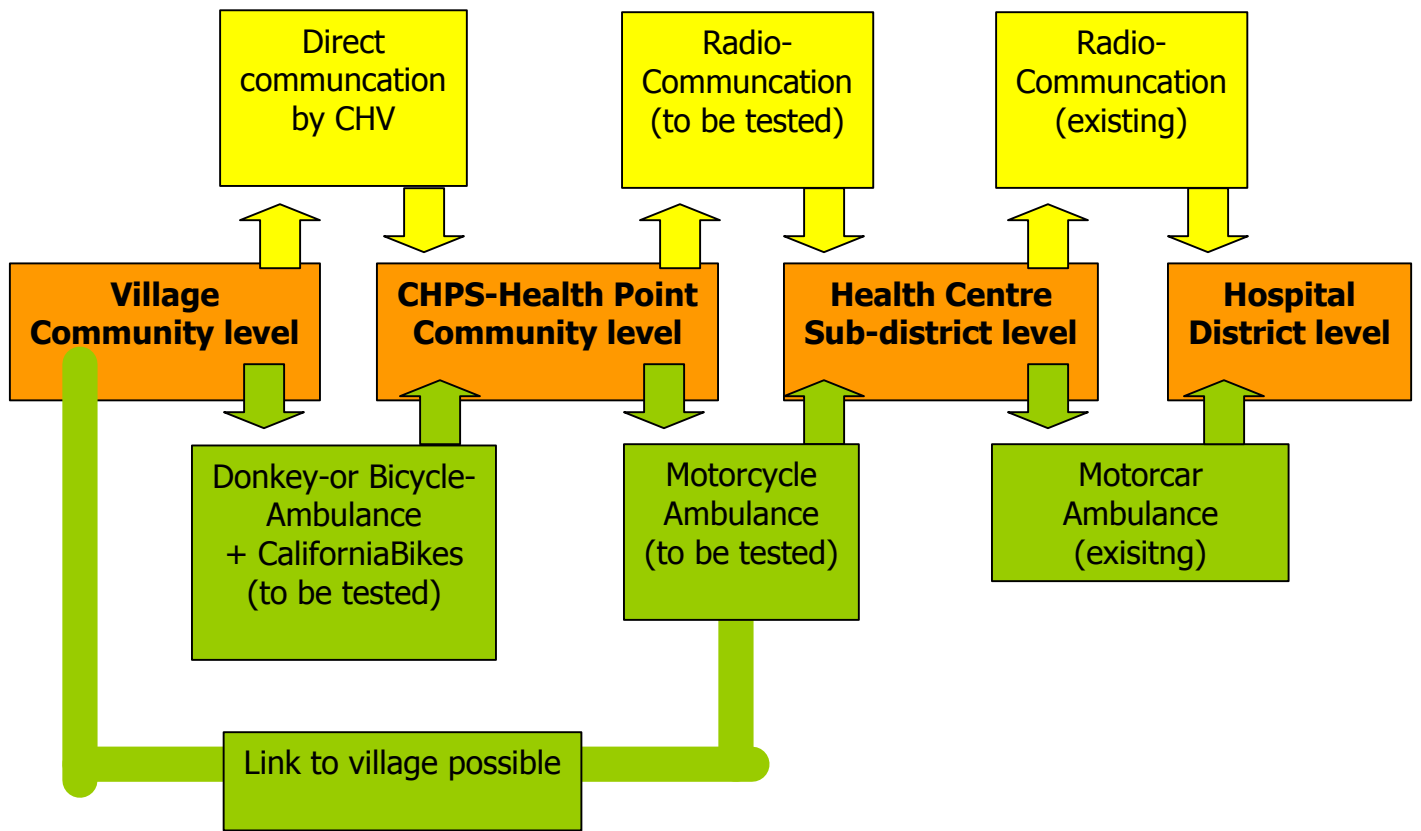 Direct
communcation
by CHV
Radio-
Communcation
(to be tested)
Radio-
Communcation
(existing)
Village
Community level
CHPS-Health Point
Community level
Health Centre
Sub-district level
Hospital
District level
Donkey-or Bicycle-
Ambulance
+ CaliforniaBikes
(to be tested)
Motorcycle
Ambulance
(to be tested)
Motorcar
Ambulance
(exisitng)
Link to village possible